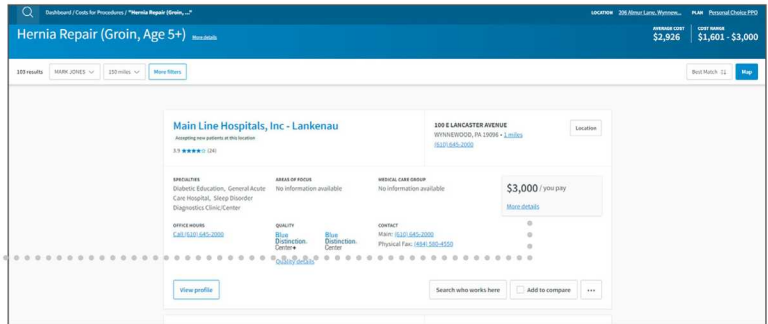 Dashboard / Costs for Procedures / "Hernia Repair (Groin, ..."
LOCATION 206 Almur Lane, Wynnew... PLAN Personal Choice PPO
Hernia Repair (Groin, Age 5+) More details
AVERAGE COST
$2,926
COST RANGE
$1,601 - $3,000
103 results
MARK JONES
150 miles
More filters
Best Match
Map
Main Line Hospitals, Inc - Lankenau
Accepting new patients at this location
3.9 (24)
100 E LANCASTER AVENUE
WYNNEWOOD, PA 19096 • 1 miles
(610) 645-2000
Location
SPECIALTIES
Diabetic Education, General Acute
Care Hospital, Sleep Disorder
Diagnostics Clinic/Center
AREAS OF FOCUS
No information available
MEDICAL CARE GROUP
No information available
$3,000 / you pay
More details
OFFICE HOURS
Call (610) 645-2000
QUALITY
Blue
Distinction.
Center+
Blue
Distinction.
Center
Quality details
CONTACT
Main: (610) 645-2000
Physical Fax: (484) 580-4550
View profile
Search who works here
Add to compare
...